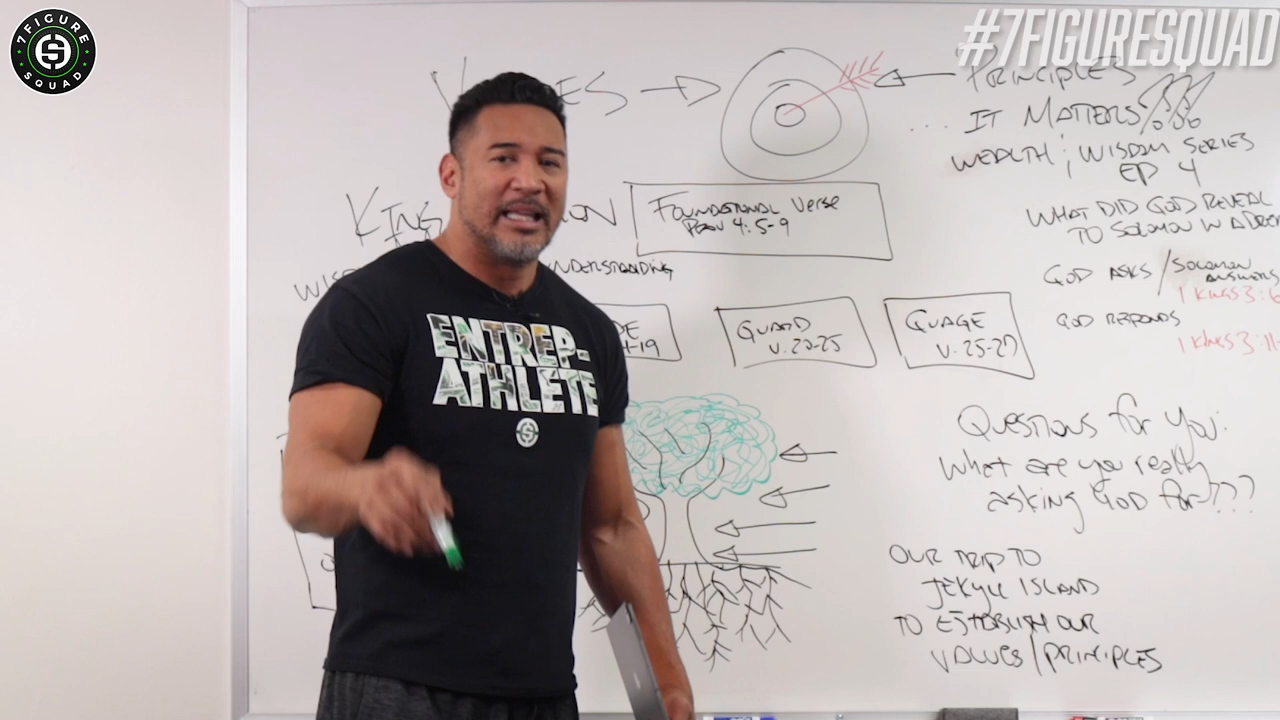 7 FIGURE SQUAD
#7FIGURESQUAD
PRINCIPLES
... IT MATTERS???
WEALTH & WISDOM SERIES
EP 4
FOUNDATIONAL VERSE
PROV 4:5-9
WHAT DID GOD REVEAL
TO SOLOMON IN A
UNDERSTANDING
GOD ASKS / SOLOMON
ANSWERS
1 KINGS 3:
GOD RESPONDS
1 KINGS 3:11-
GUARD
V. 20-25
GUAGE
V. 25-27
ENTREP-
ATHLETE
QUESTIONS FOR YOU:
WHAT ARE YOU REALLY
ASKING GOD FOR???
OUR TRIP TO
JEKYLL ISLAND
TO ESTABLISH OUR
VALUES/PRINCIPLES